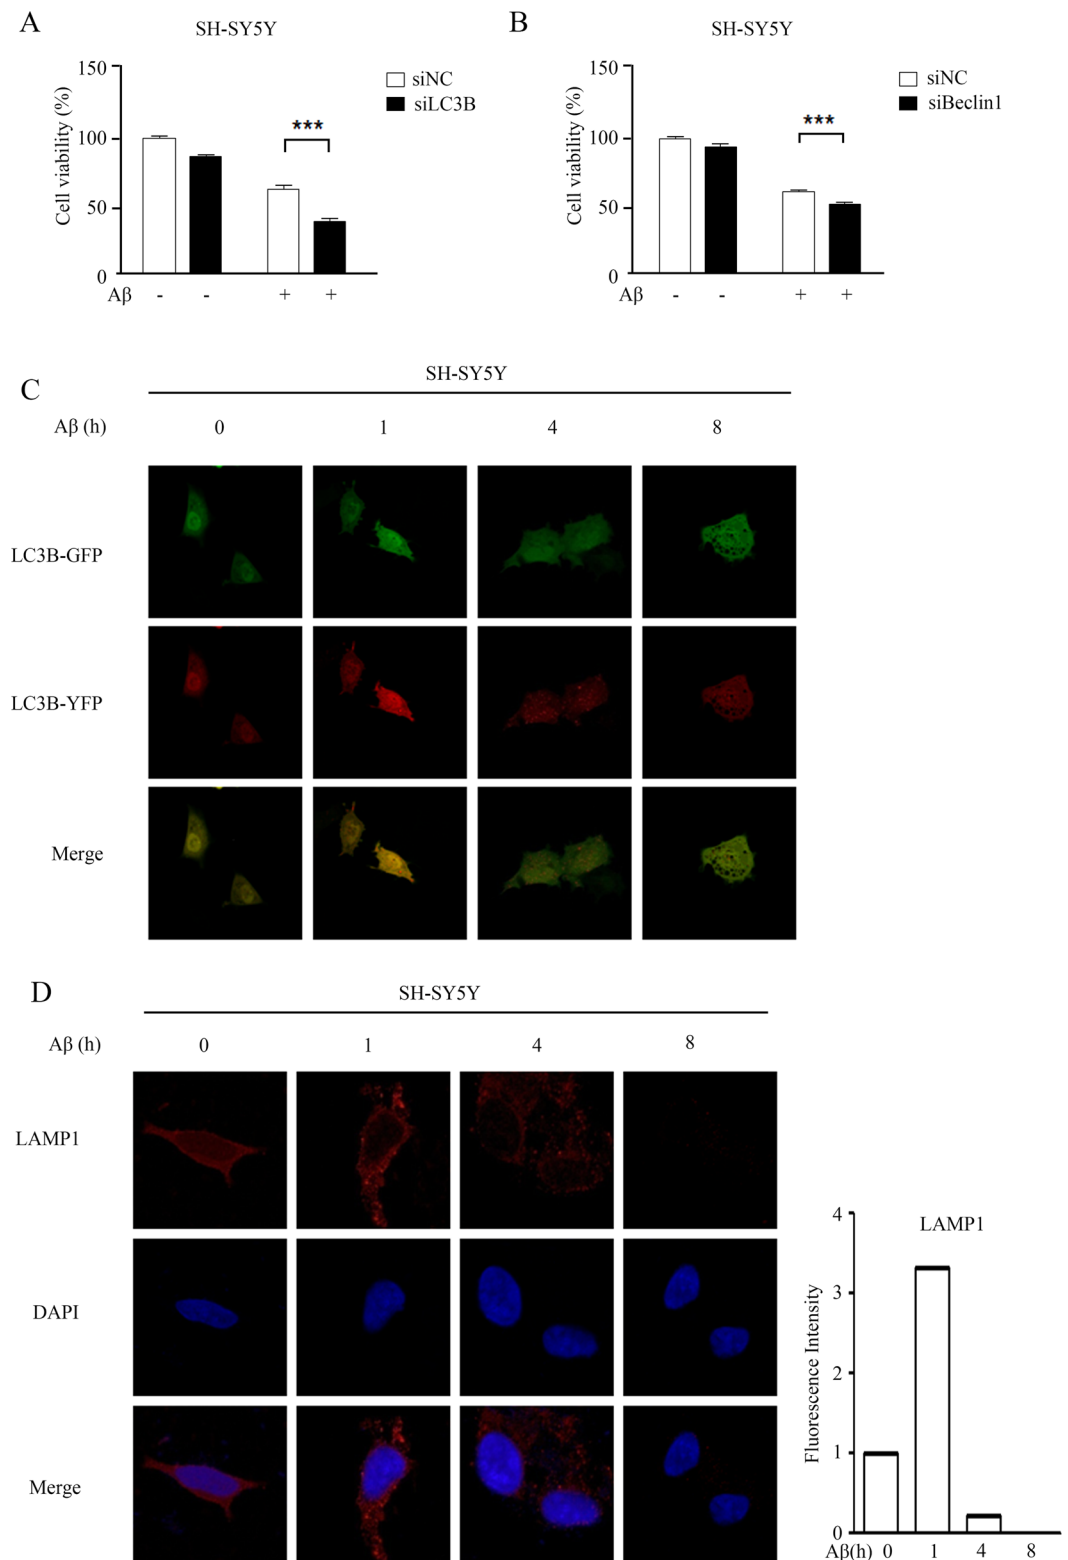 A
SH-SY5Y
150
100
50
0
Cell viability (%)
siNC
siLC3B
***
Aβ - - + +
B
SH-SY5Y
150
100
50
0
Cell viability (%)
siNC
siBeclin1
***
Aβ - - + +
C
SH-SY5Y
Aβ (h) 0 1 4 8
LC3B-GFP
LC3B-YFP
Merge
D
SH-SY5Y
Aβ (h) 0 1 4 8
LAMP1
DAPI
Merge
LAMP1
Fluorescence Intensity
4
3
2
1
0
Aβ(h) 0 1 4 8